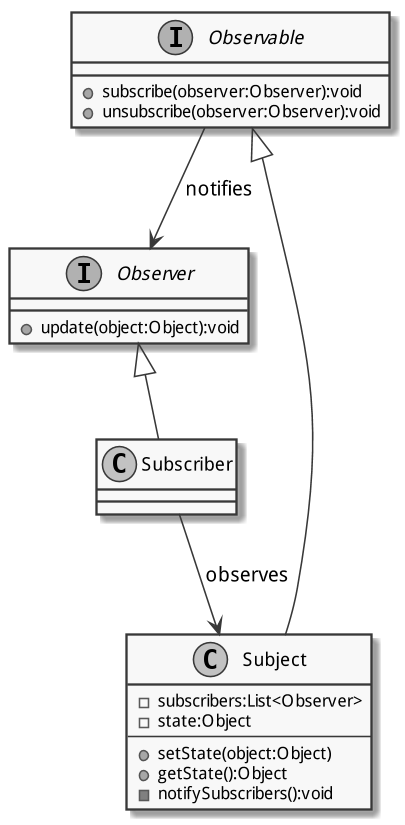 I Observable
subscribe(observer:Observer):void
unsubscribe(observer:Observer):void
notifies
I Observer
update(object:Object):void
C Subscriber
observes
C Subject
subscribers:List<Observer>
state:Object
setState(object:Object)
getState():Object
notifySubscribers():void